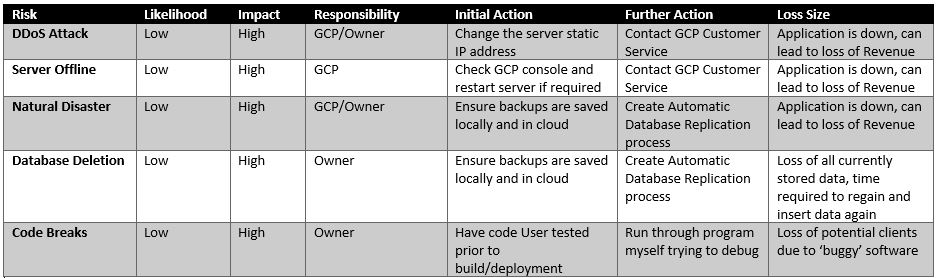 Risk Likelihood Impact Responsibility Initial Action Further Action Loss Size
DDoS Attack Low High GCP/Owner Change the server static Contact GCP Customer Application is down, can
IP address Service lead to loss of Revenue
Server Offline Low High GCP Check GCP console and Contact GCP Customer Application is down, can
restart server if required Service lead to loss of Revenue
Natural Disaster Low High GCP/Owner Ensure backups are saved Create Automatic Application is down, can
locally and in cloud Database Replication lead to loss of Revenue
process
Database Deletion Low High Owner Ensure backups are saved Create Automatic Loss of all currently
locally and in cloud Database Replication stored data, time
process required to regain and
insert data again
Code Breaks Low High Owner Have code User tested Run through program Loss of potential clients
prior to myself trying to debug due to ‘buggy’ software
build/deployment